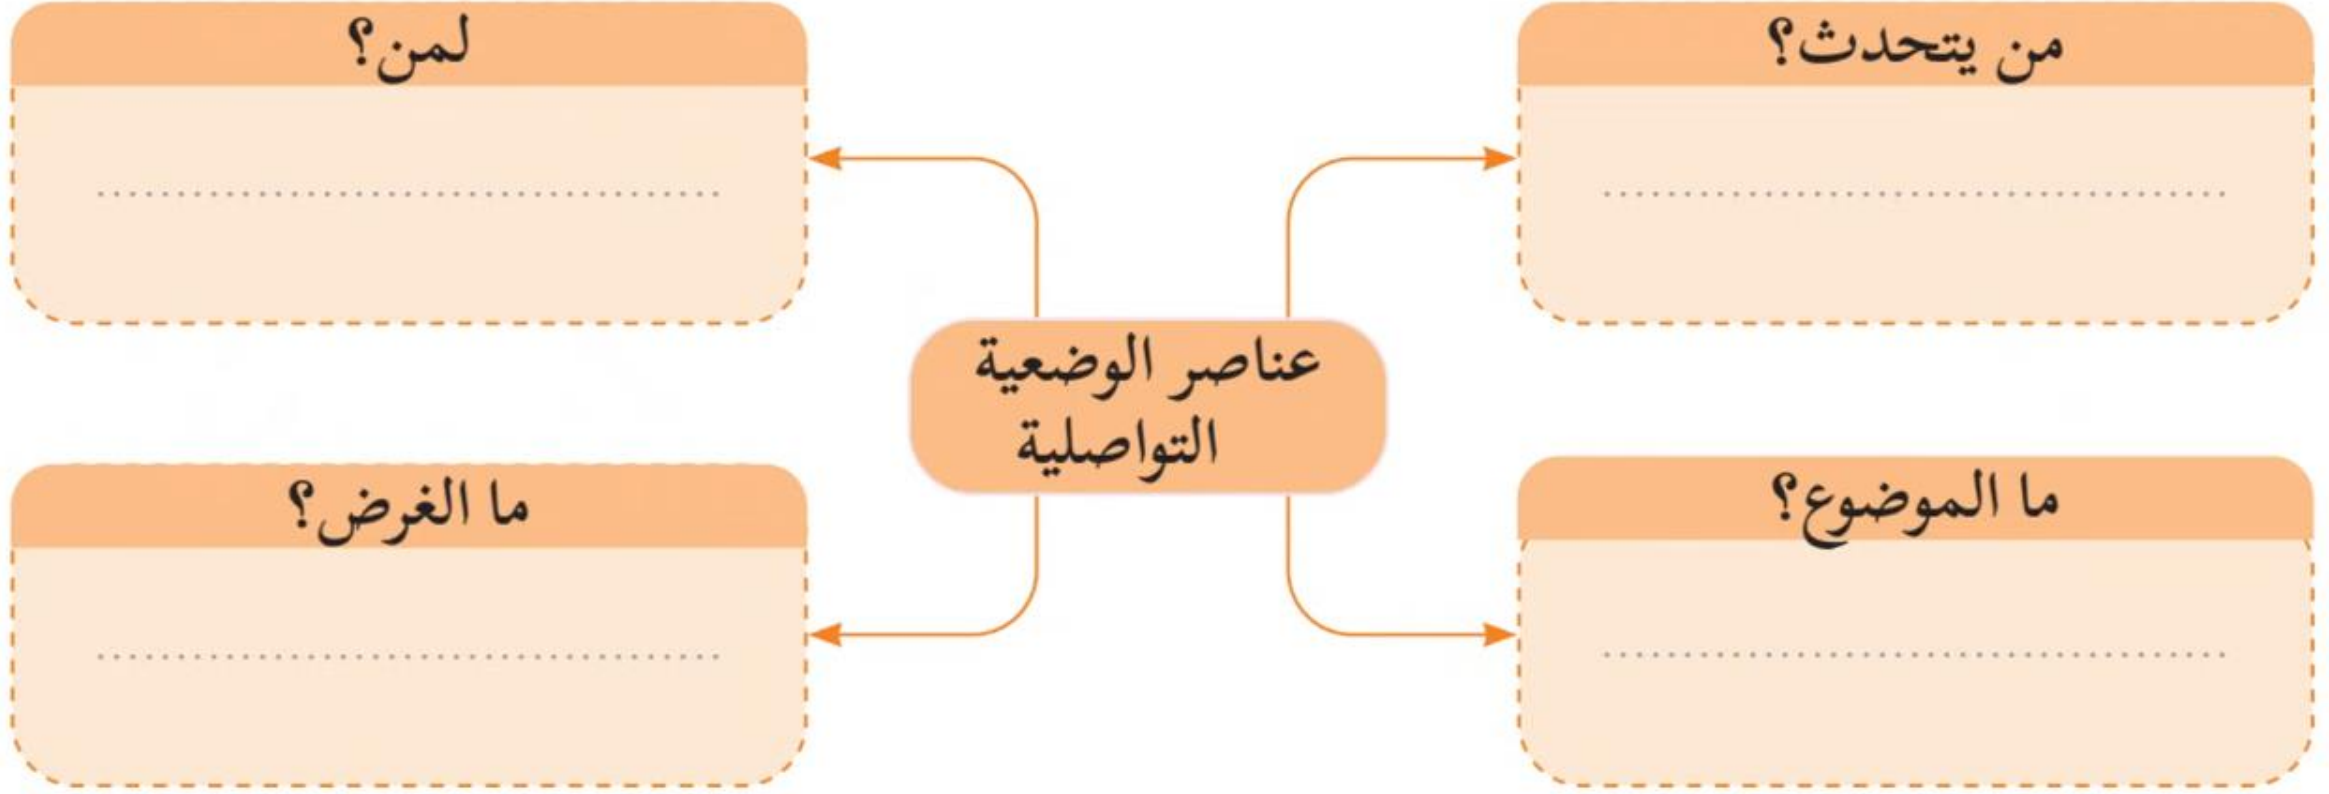 من يتحدث؟
لمن؟
عناصر الوضعية
التواصلية
ما الموضوع؟
ما الغرض؟